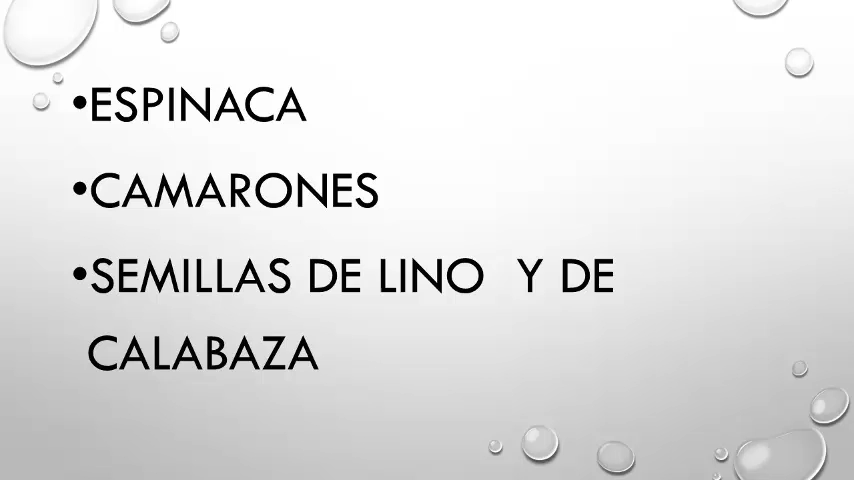 •ESPINACA
•CAMARONES
•SEMILLAS DE LINO  Y DE
CALABAZA